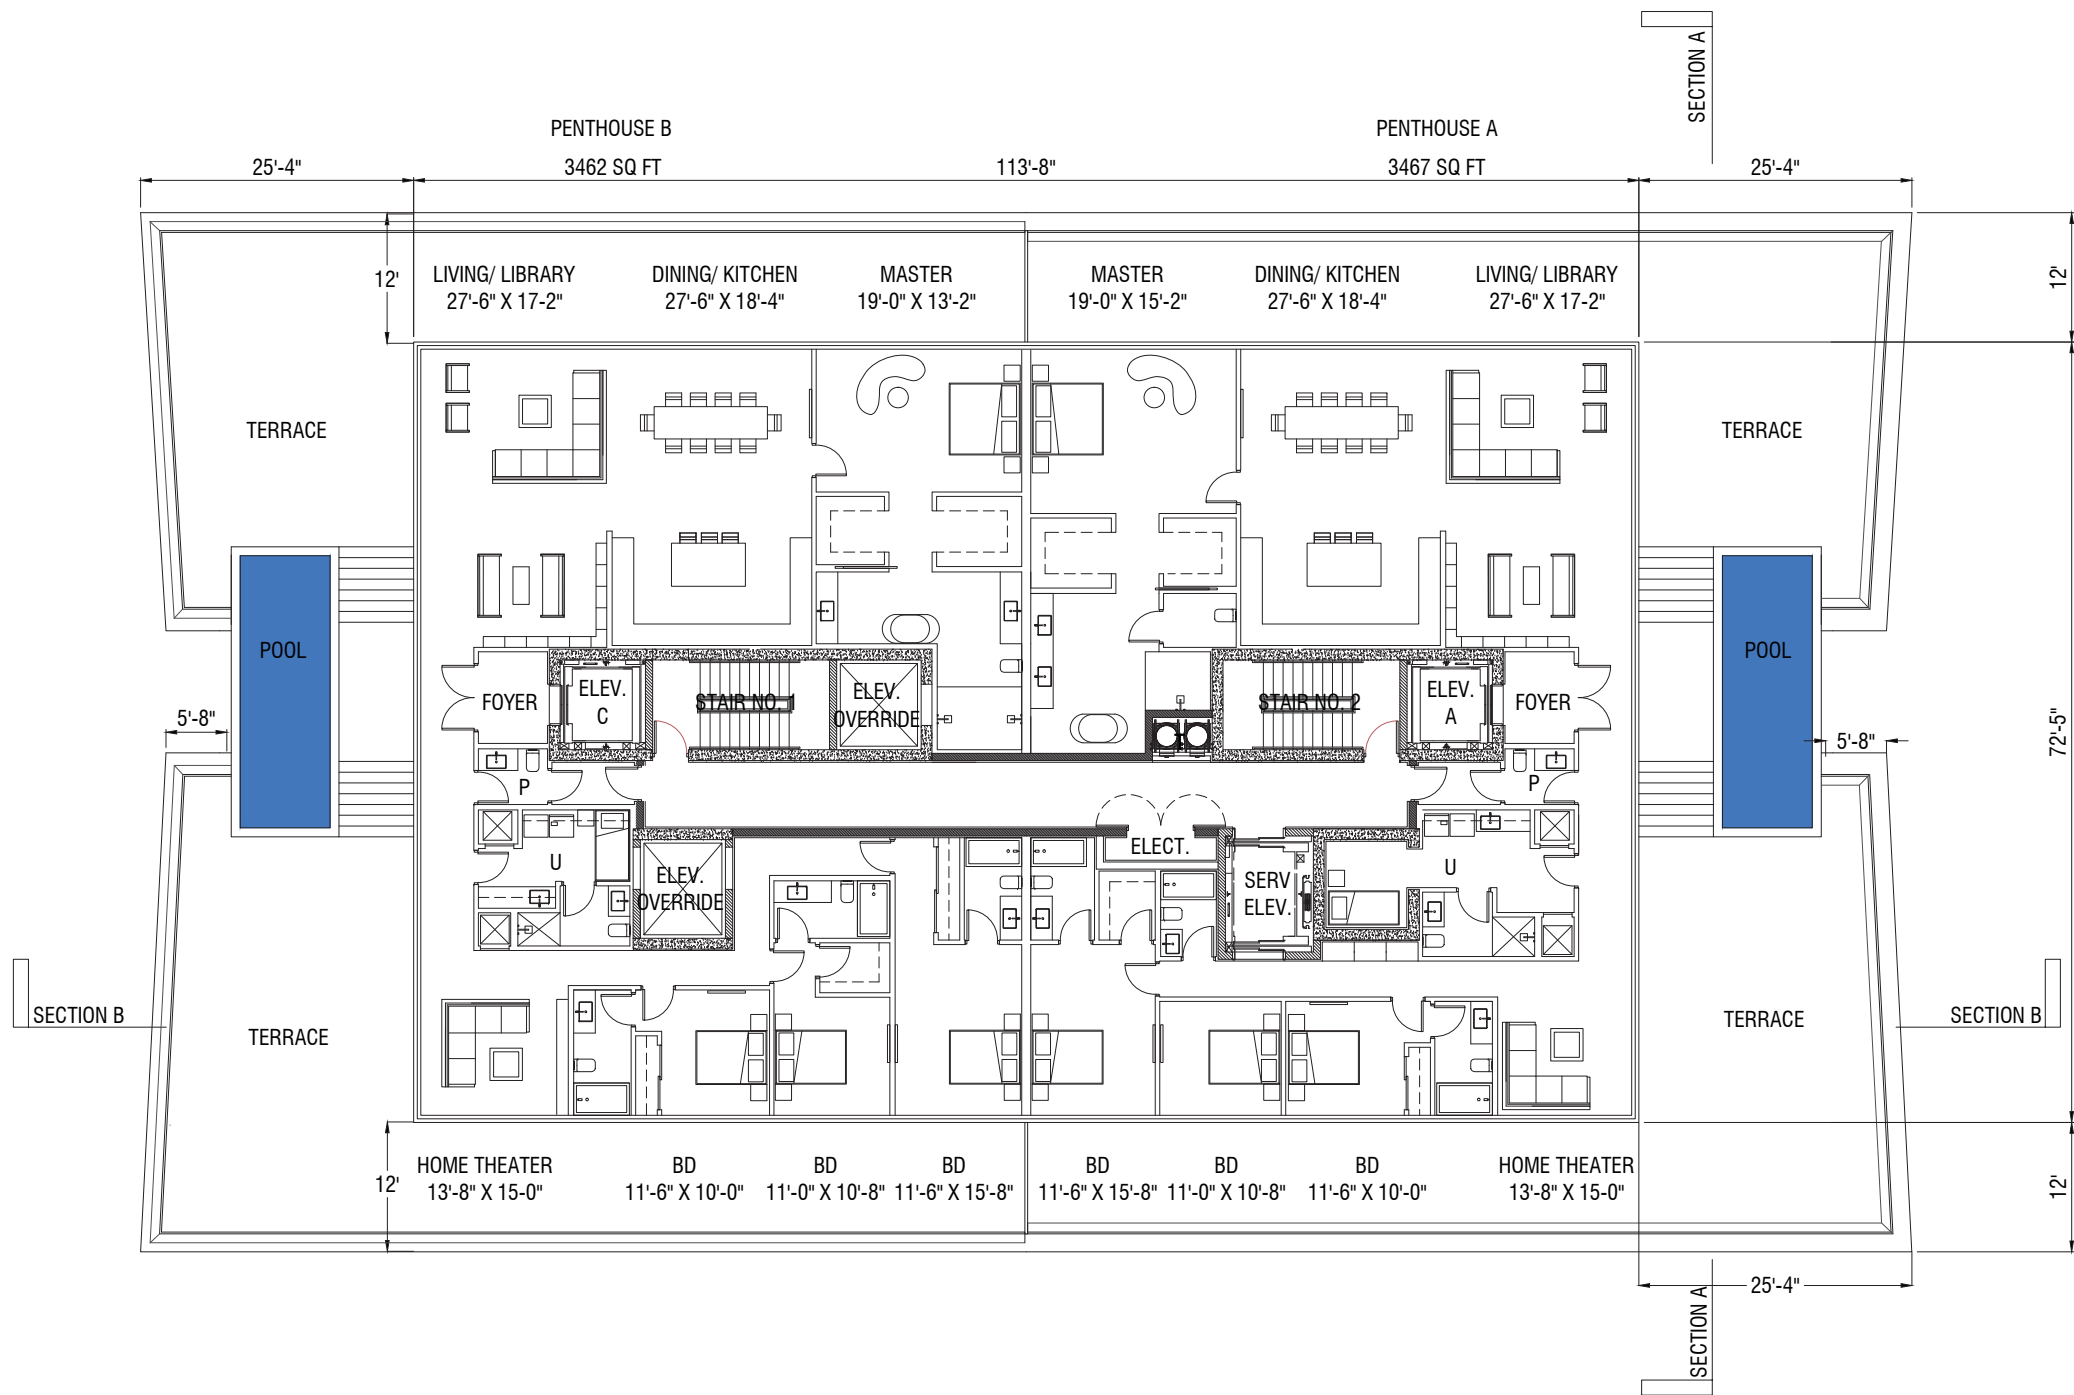 SECTION A
PENTHOUSE B
PENTHOUSE A
25'-4"
3462 SQ FT
113'-8"
3467 SQ FT
25'-4"
12'
LIVING/ LIBRARY
27'-6" X 17-2"
DINING/ KITCHEN
27'-6" X 18'-4"
MASTER
19'-0" X 13'-2"
MASTER
19'-0" X 15'-2"
DINING/ KITCHEN
27'-6" X 18'-4"
LIVING/ LIBRARY
27'-6" X 17-2"
12'
TERRACE
TERRACE
POOL
POOL
FOYER
ELEV.
C
STAIR NO. 1
ELEV.
OVERRIDE
STAIR NO. 2
ELEV.
A
FOYER
5'-8"
5'-8"
72'-5"
P
P
U
ELEV.
OVERRIDE
ELECT.
SERV
ELEV.
U
SECTION B
TERRACE
TERRACE
SECTION B
12'
HOME THEATER
13'-8" X 15-0"
BD
11'-6" X 10'-0"
BD
11'-0" X 10'-8"
BD
11'-6" X 15'-8"
BD
11'-6" X 15'-8"
BD
11'-0" X 10'-8"
BD
11'-6" X 10'-0"
HOME THEATER
13'-8" X 15-0"
12'
25'-4"
SECTION A